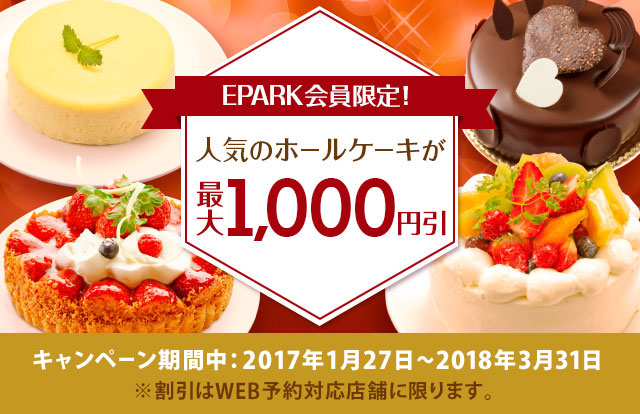 EPARK会員限定!
人気のホールケーキが
最大1,000円引
キャンペーン期間中：2017年1月27日～2018年3月31日
※割引はWEB予約対応店舗に限ります。